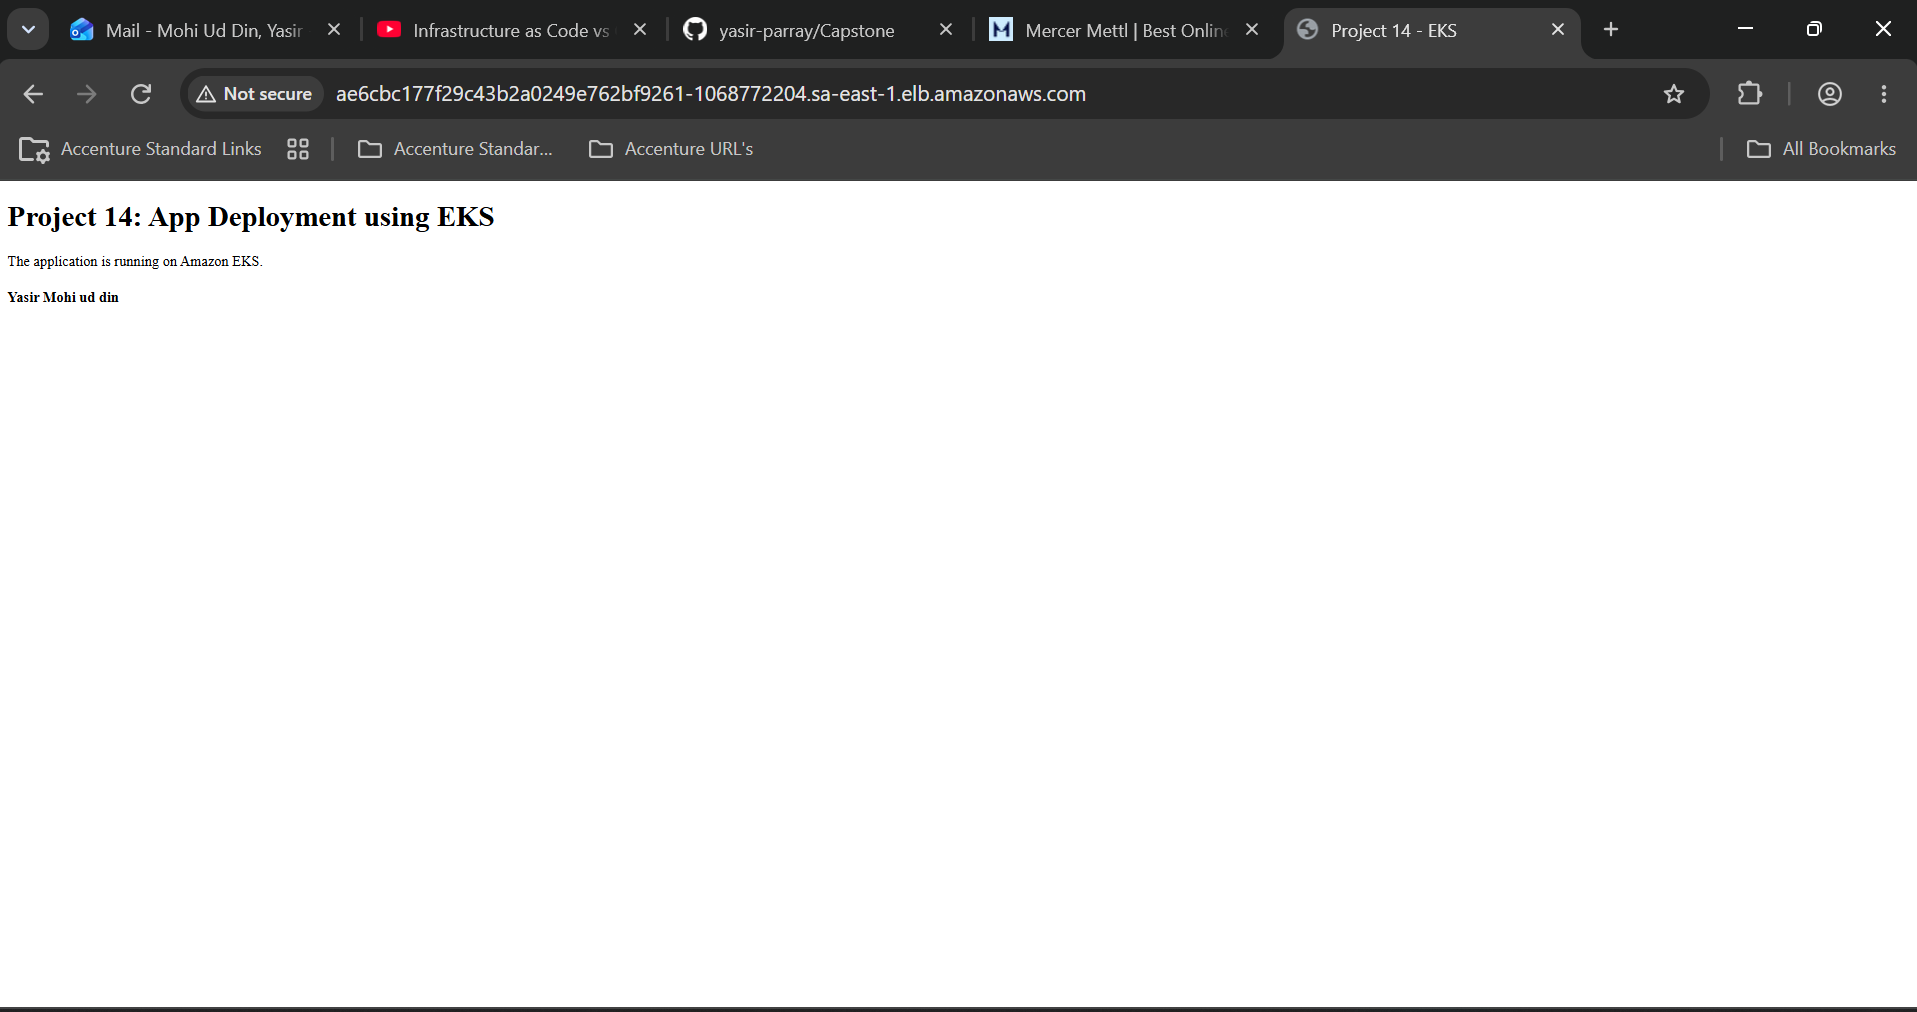 Mail - Mohi Ud Din, Yasir
Infrastructure as Code vs
yasir-parray/Capstone
Mercer Mettl | Best Onlin
Project 14 - EKS
Not secure
ae6cbc177f29c43b2a0249e762bf9261-1068772204.sa-east-1.elb.amazonaws.com
Accenture Standard Links
Accenture Standar...
Accenture URL's
All Bookmarks
Project 14: App Deployment using EKS
The application is running on Amazon EKS.
Yasir Mohi ud din